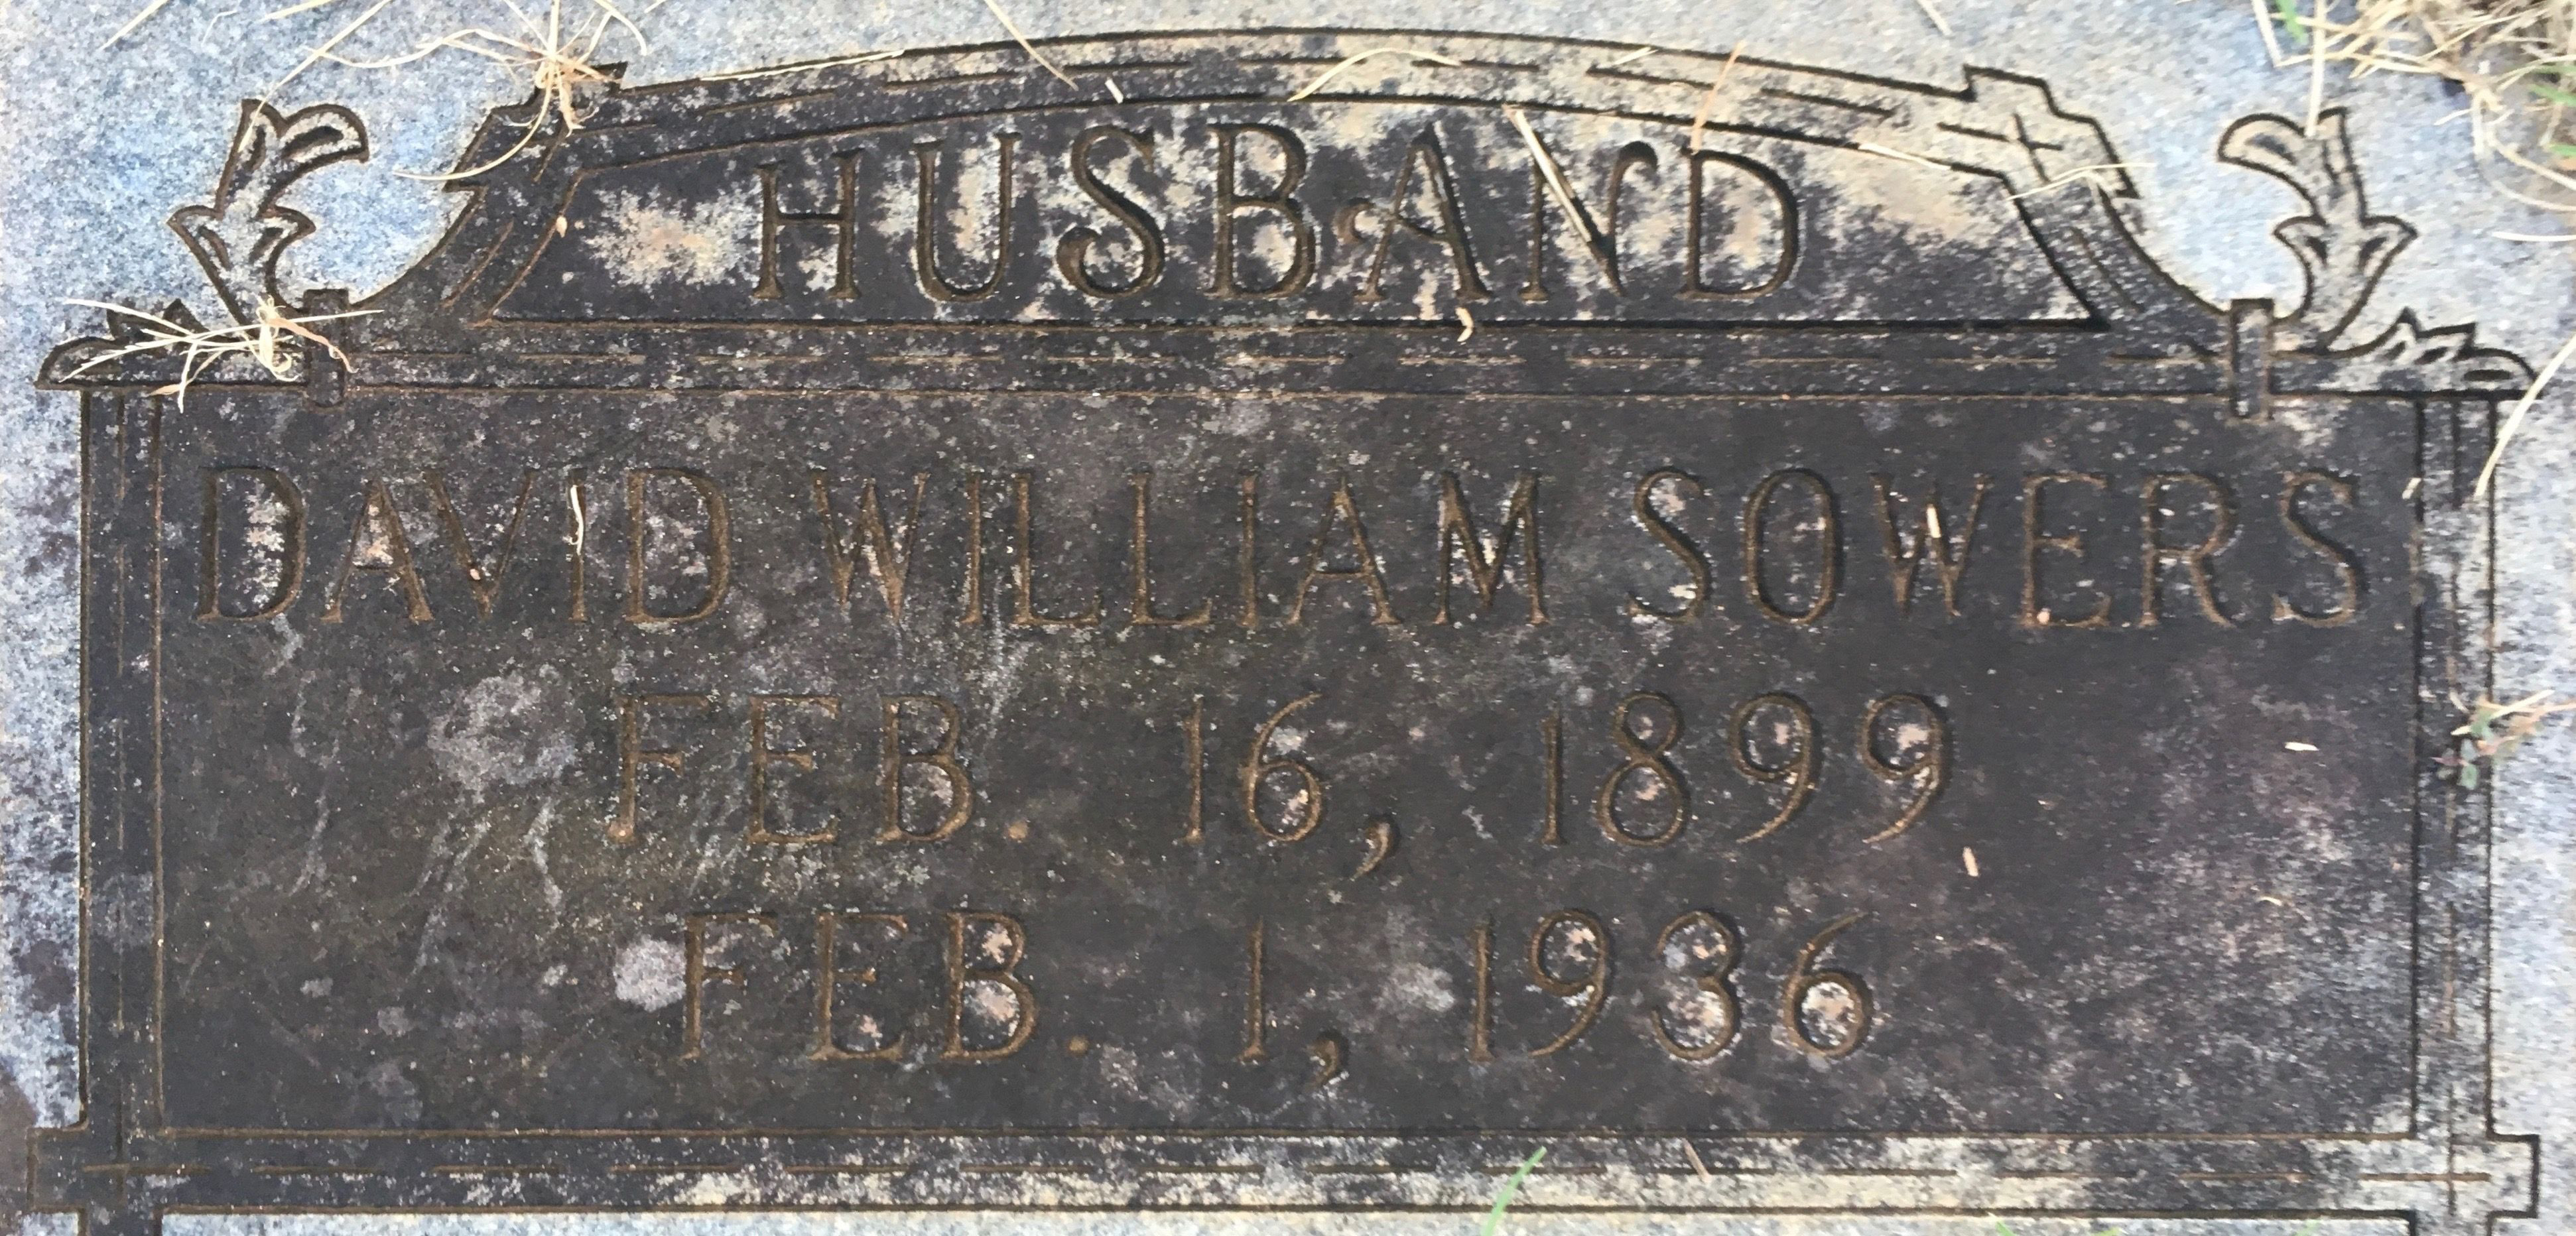 HUSBAND
DAVID WILLIAM SOWERS
FEB. 16, 1899
FEB. 1, 1936